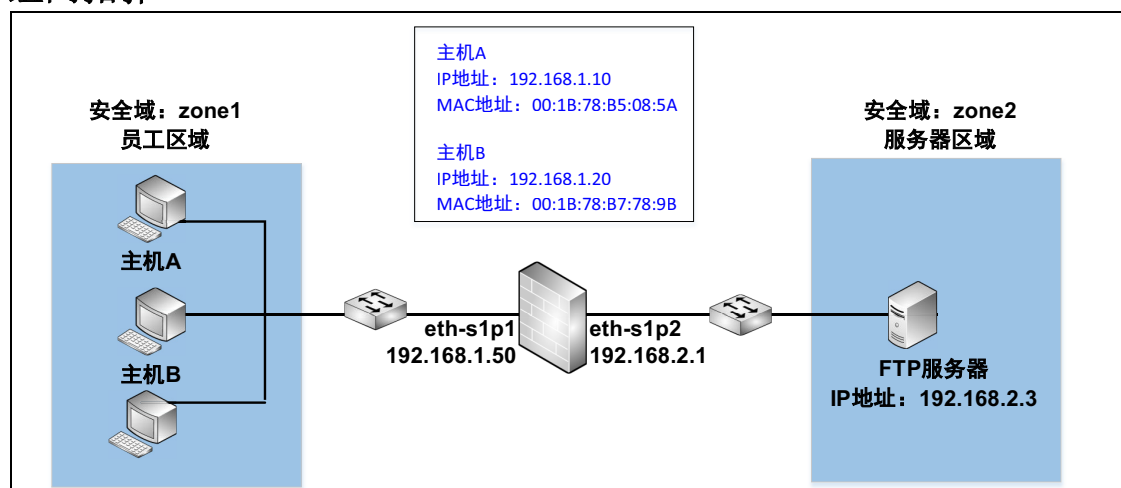 主机A
IP地址：192.168.1.10
MAC地址：00:1B:78:B5:08:5A
主机B
IP地址：192.168.1.20
MAC地址：00:1B:78:B7:78:9B
安全域：zone1
员工区域
安全域：zone2
服务器区域
主机A
主机B
eth-s1p1
192.168.1.50
eth-s1p2
192.168.2.1
FTP服务器
IP地址：192.168.2.3